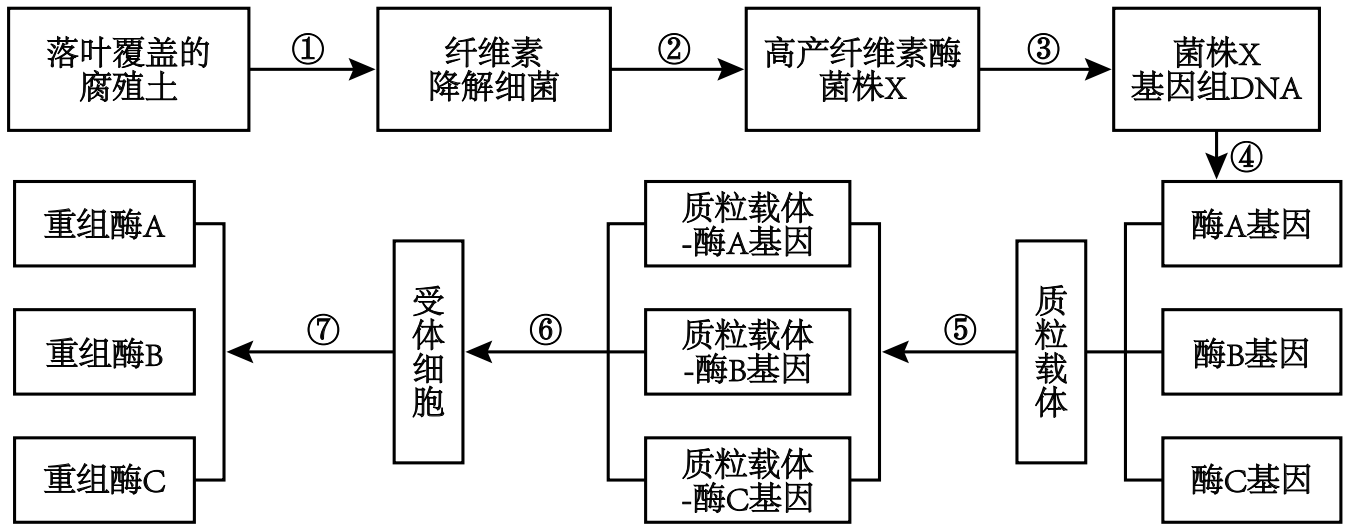 落叶覆盖的
腐殖土
①
纤维素
降解细菌
②
高产纤维素酶
菌株X
③
菌株X
基因组DNA
④
重组酶A
重组酶B
重组酶C
⑦
受体细胞
⑥
质粒载体
-酶A基因
质粒载体
-酶B基因
质粒载体
-酶C基因
⑤
质粒载体
酶A基因
酶B基因
酶C基因